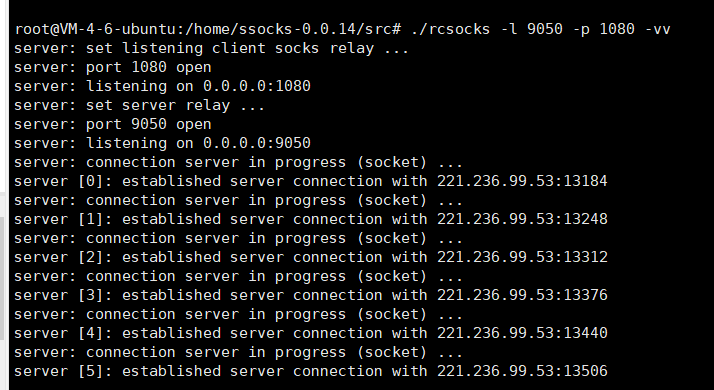 root@VM-4-6-ubuntu:/home/ssocks-0.0.14/src# ./rcsocks -l 9050 -p 1080 -vv
server: set listening client socks relay ...
server: port 1080 open
server: listening on 0.0.0.0:1080
server: set server relay ...
server: port 9050 open
server: listening on 0.0.0.0:9050
server: connection server in progress (socket) ...
server [0]: established server connection with 221.236.99.53:13184
server: connection server in progress (socket) ...
server [1]: established server connection with 221.236.99.53:13248
server: connection server in progress (socket) ...
server [2]: established server connection with 221.236.99.53:13312
server: connection server in progress (socket) ...
server [3]: established server connection with 221.236.99.53:13376
server: connection server in progress (socket) ...
server [4]: established server connection with 221.236.99.53:13440
server: connection server in progress (socket) ...
server [5]: established server connection with 221.236.99.53:13506